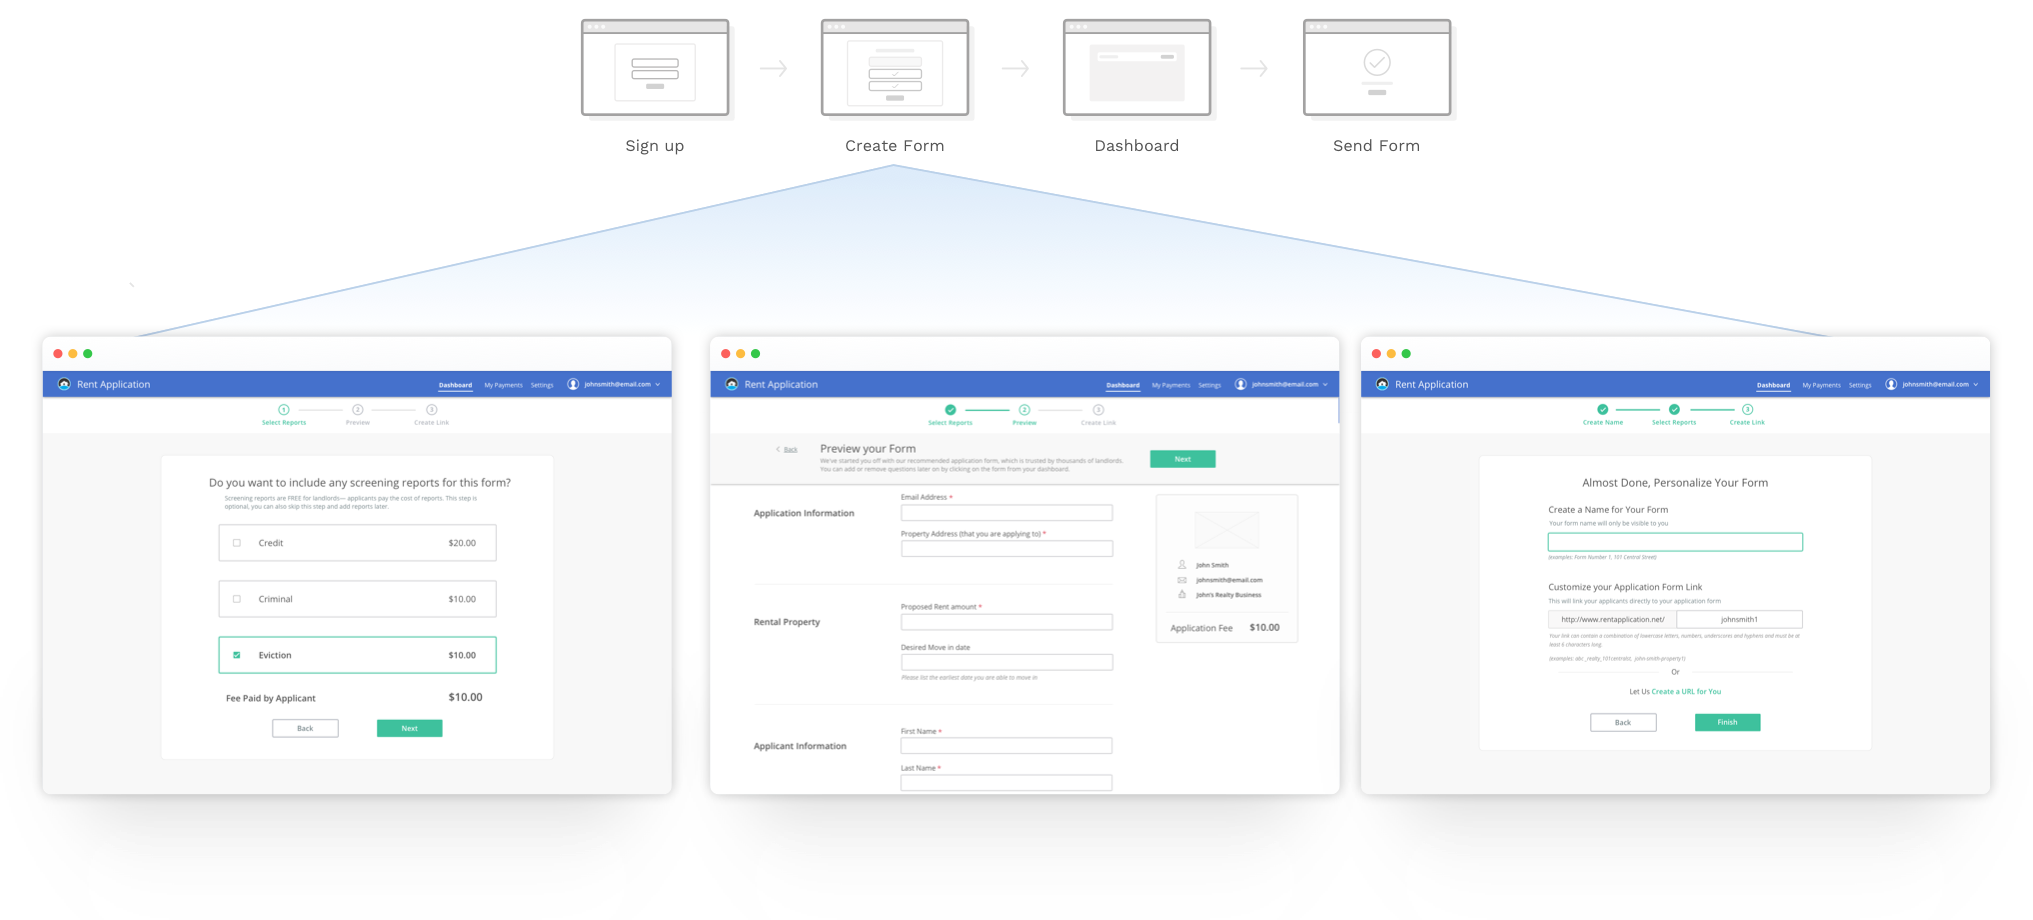 Sign up
Create Form
Dashboard
Send Form
Rent Application
Dashboard
My Payments
Settings
johnsmith@email.com
1
2
3
Select Reports
Preview
Create Link
Do you want to include any screening reports for this form?
Screening reports are FREE for landlords— applicants pay the cost of reports. This step is
optional, you can also skip this step and add reports later.
Credit $20.00
Criminal $10.00
Eviction $10.00
Fee Paid by Applicant $10.00
Back
Next
Rent Application
Dashboard
My Payments
Settings
johnsmith@email.com
2
3
Select Reports
Preview
Create Link
Back
Preview your Form
We've started you off with our recommended application form, which is trusted by thousands of landlords.
You can add or remove questions later on by clicking on the form from your dashboard.
Next
Application Information
Email Address *
Property Address (that you are applying to) *
Rental Property
Proposed Rent amount *
Desired Move in date
Please list the earliest date you are able to move in
Applicant Information
First Name *
Last Name *
John Smith
johnsmith@email.com
John's Realty Business
Application Fee $10.00
Rent Application
Dashboard
My Payments
Settings
johnsmith@email.com
3
Create Name
Select Reports
Create Link
Almost Done, Personalize Your Form
Create a Name for Your Form
Your form name will only be visible to you
(examples: Form Number 1, 101 Central Street)
Customize your Application Form Link
This will link your applicants directly to your application form
http://www.rentapplication.net/ johnsmith1
Your link can contain a combination of lowercase letters, numbers, underscores and hyphens and must be at
least 6 characters long.
(examples: abc_realty_101centralst, john-smith-property1)
Or
Let Us Create a URL for You
Back
Finish